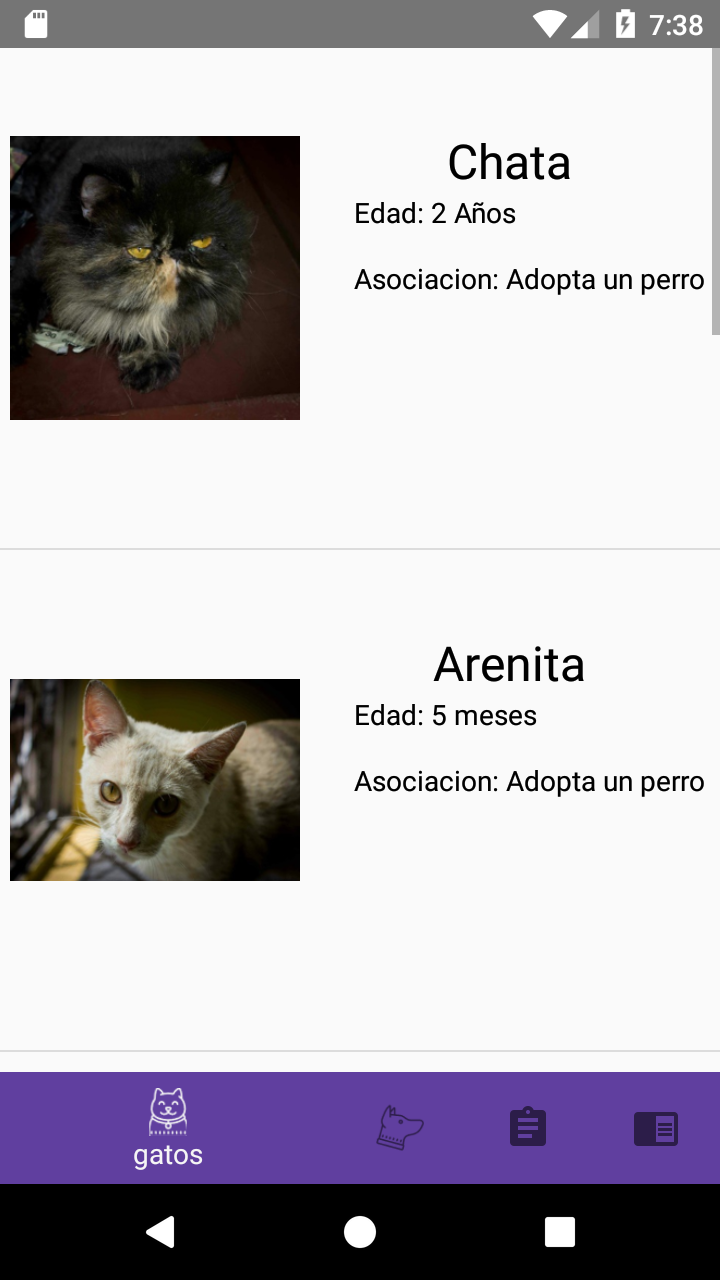 7:38
Chata
Edad: 2 Años
Asociacion: Adopta un perro
Arenita
Edad: 5 meses
Asociacion: Adopta un perro
gatos